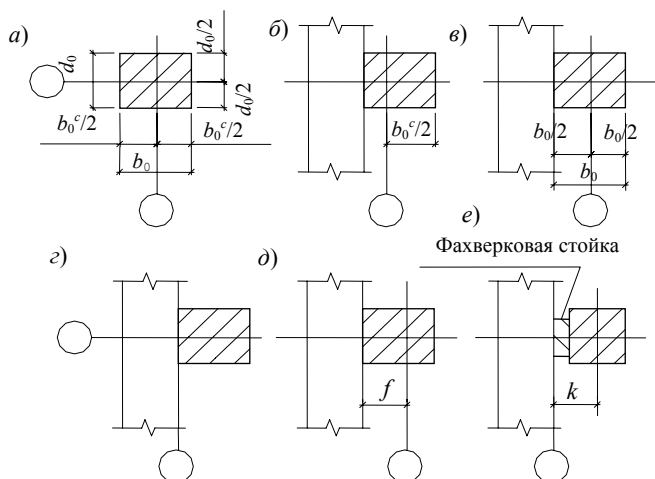 а)
d₀
d₀/2
d₀/2
b₀ᶜ/2
b₀ᶜ/2
b₀
б)
b₀ᶜ/2
в)
b₀/2
b₀/2
b₀
г)
д)
f
е)
Фахверковая стойка
k